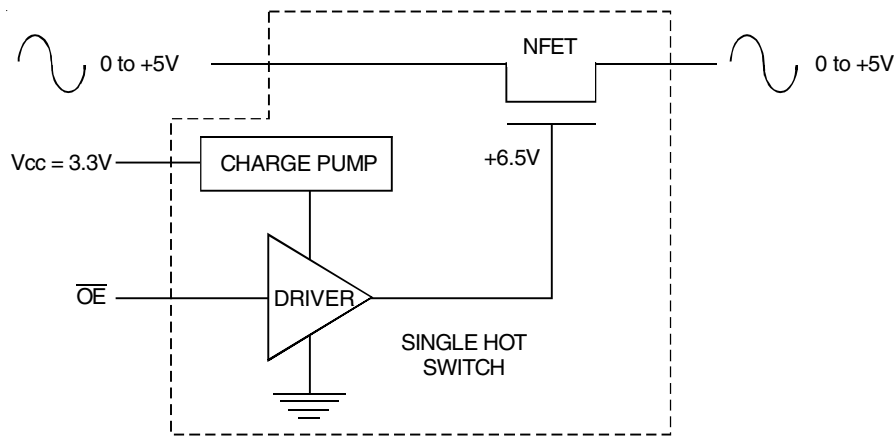 NFET
0 to +5V
0 to +5V
Vcc = 3.3V
CHARGE PUMP
+6.5V
OE
DRIVER
SINGLE HOT
SWITCH